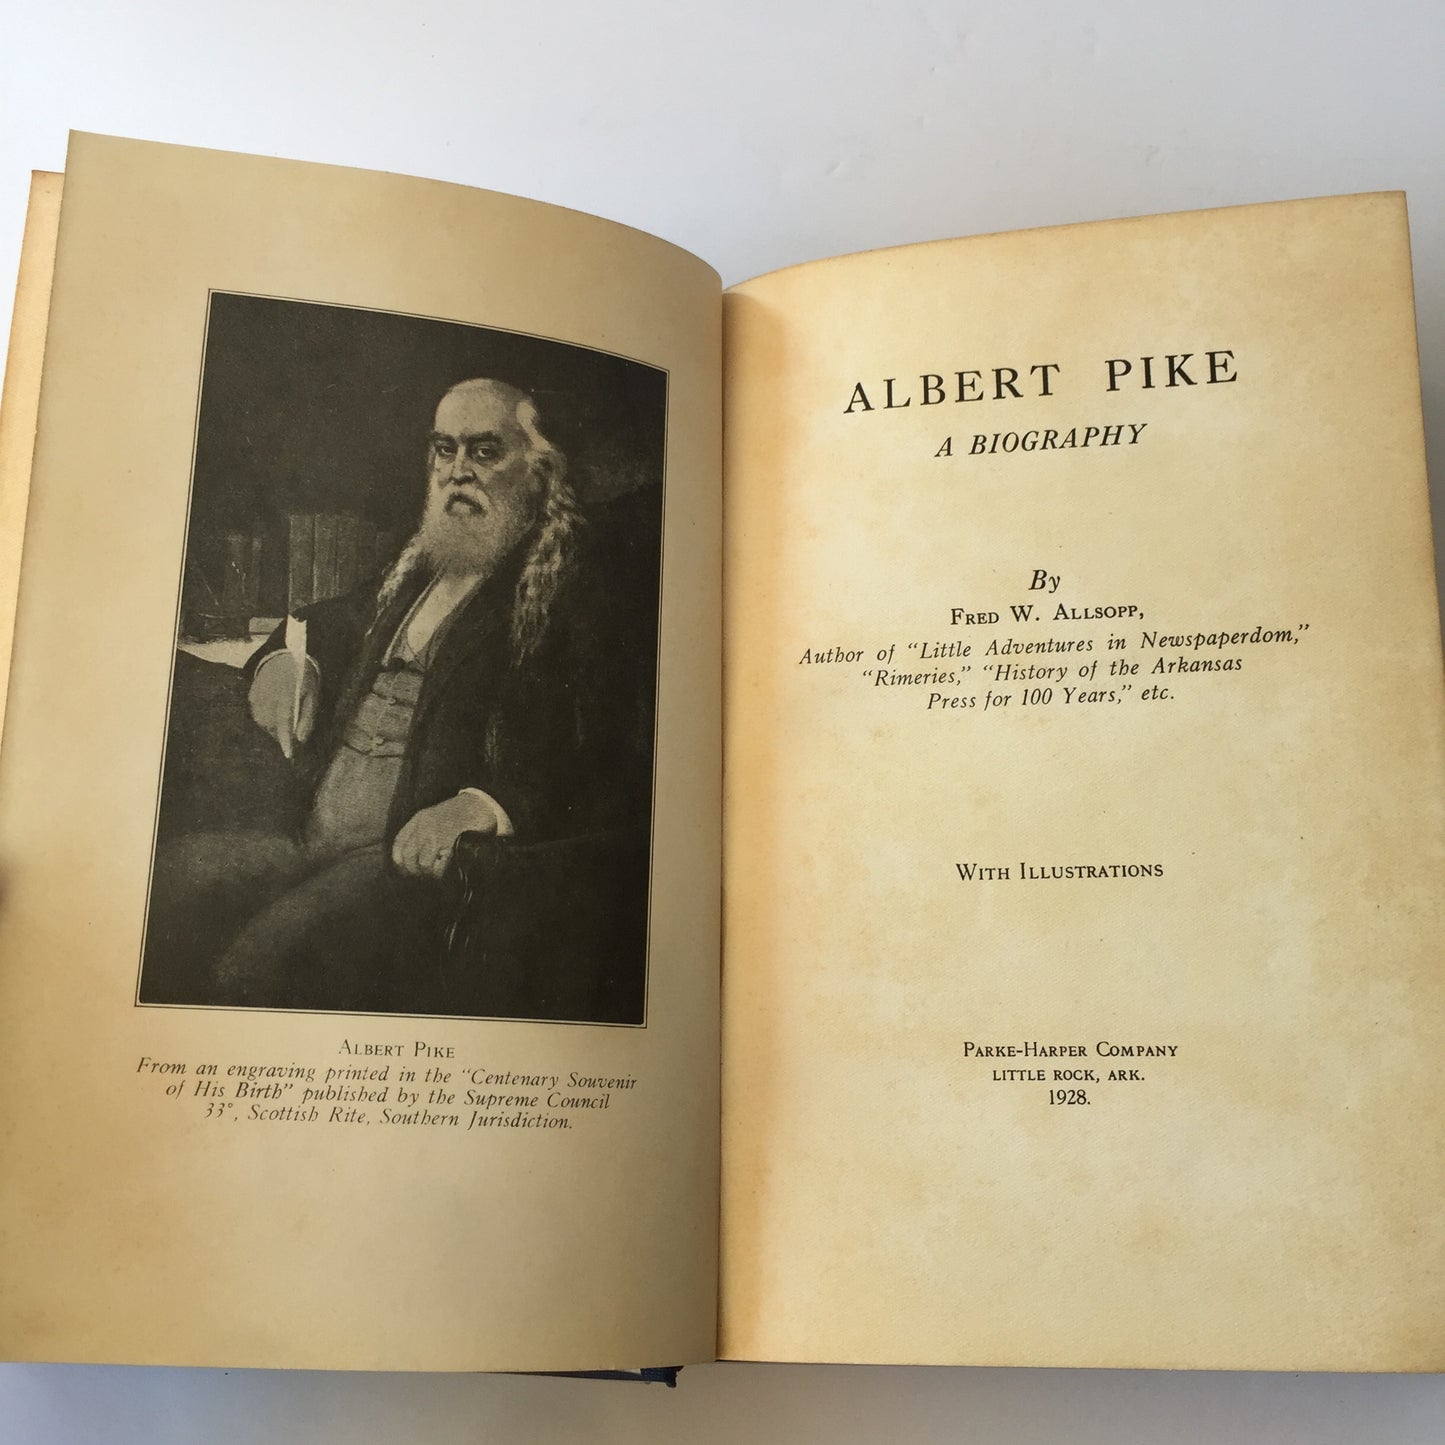 ALBERT PIKE
From an engraving printed in the "Centenary Souvenir
of His Birth" published by the Supreme Council
33°, Scottish Rite, Southern Jurisdiction.
ALBERT PIKE
A BIOGRAPHY
By
FRED W. ALLSOPP,
Author of "Little Adventures in Newspaperdom,"
"Rimeries," "History of the Arkansas
Press for 100 Years," etc.
WITH ILLUSTRATIONS
PARKE-HARPER COMPANY
LITTLE ROCK, ARK.
1928.